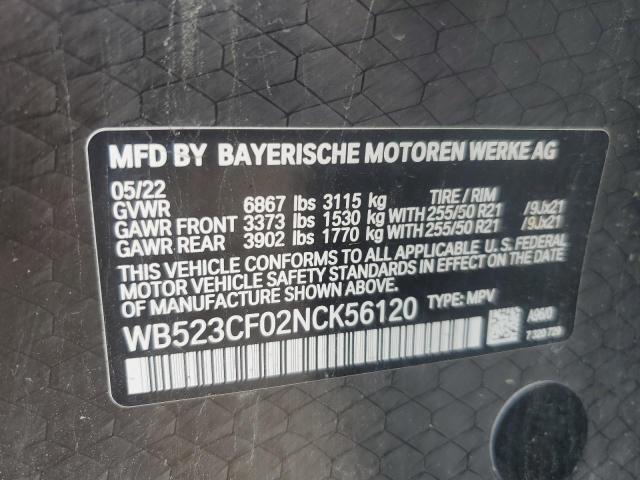 MFD BY BAYERISCHE MOTOREN WERKE AG
05/22 TIRE / RIM
GVWR 6867 lbs 3115 kg
GAWR FRONT 3373 lbs 1530 kg WITH 255/50 R21 /9Jx21
GAWR REAR 3902 lbs 1770 kg WITH 255/50 R21 /9Jx21
THIS VEHICLE CONFORMS TO ALL APPLICABLE U.S. FEDERAL
MOTOR VEHICLE SAFETY STANDARDS IN EFFECT ON THE DATE
OF MANUFACTURE SHOWN ABOVE.
WB523CF02NCK56120 TYPE: MPV